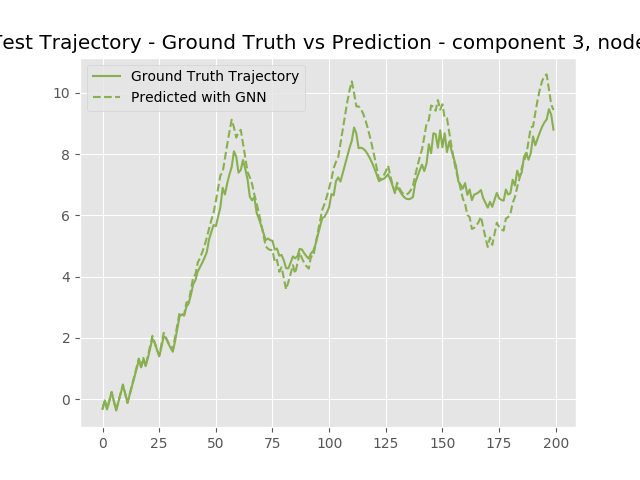 Test Trajectory - Ground Truth vs Prediction - component 3, node
Ground Truth Trajectory
Predicted with GNN
10
8
6
4
2
0
0 25 50 75 100 125 150 175 200